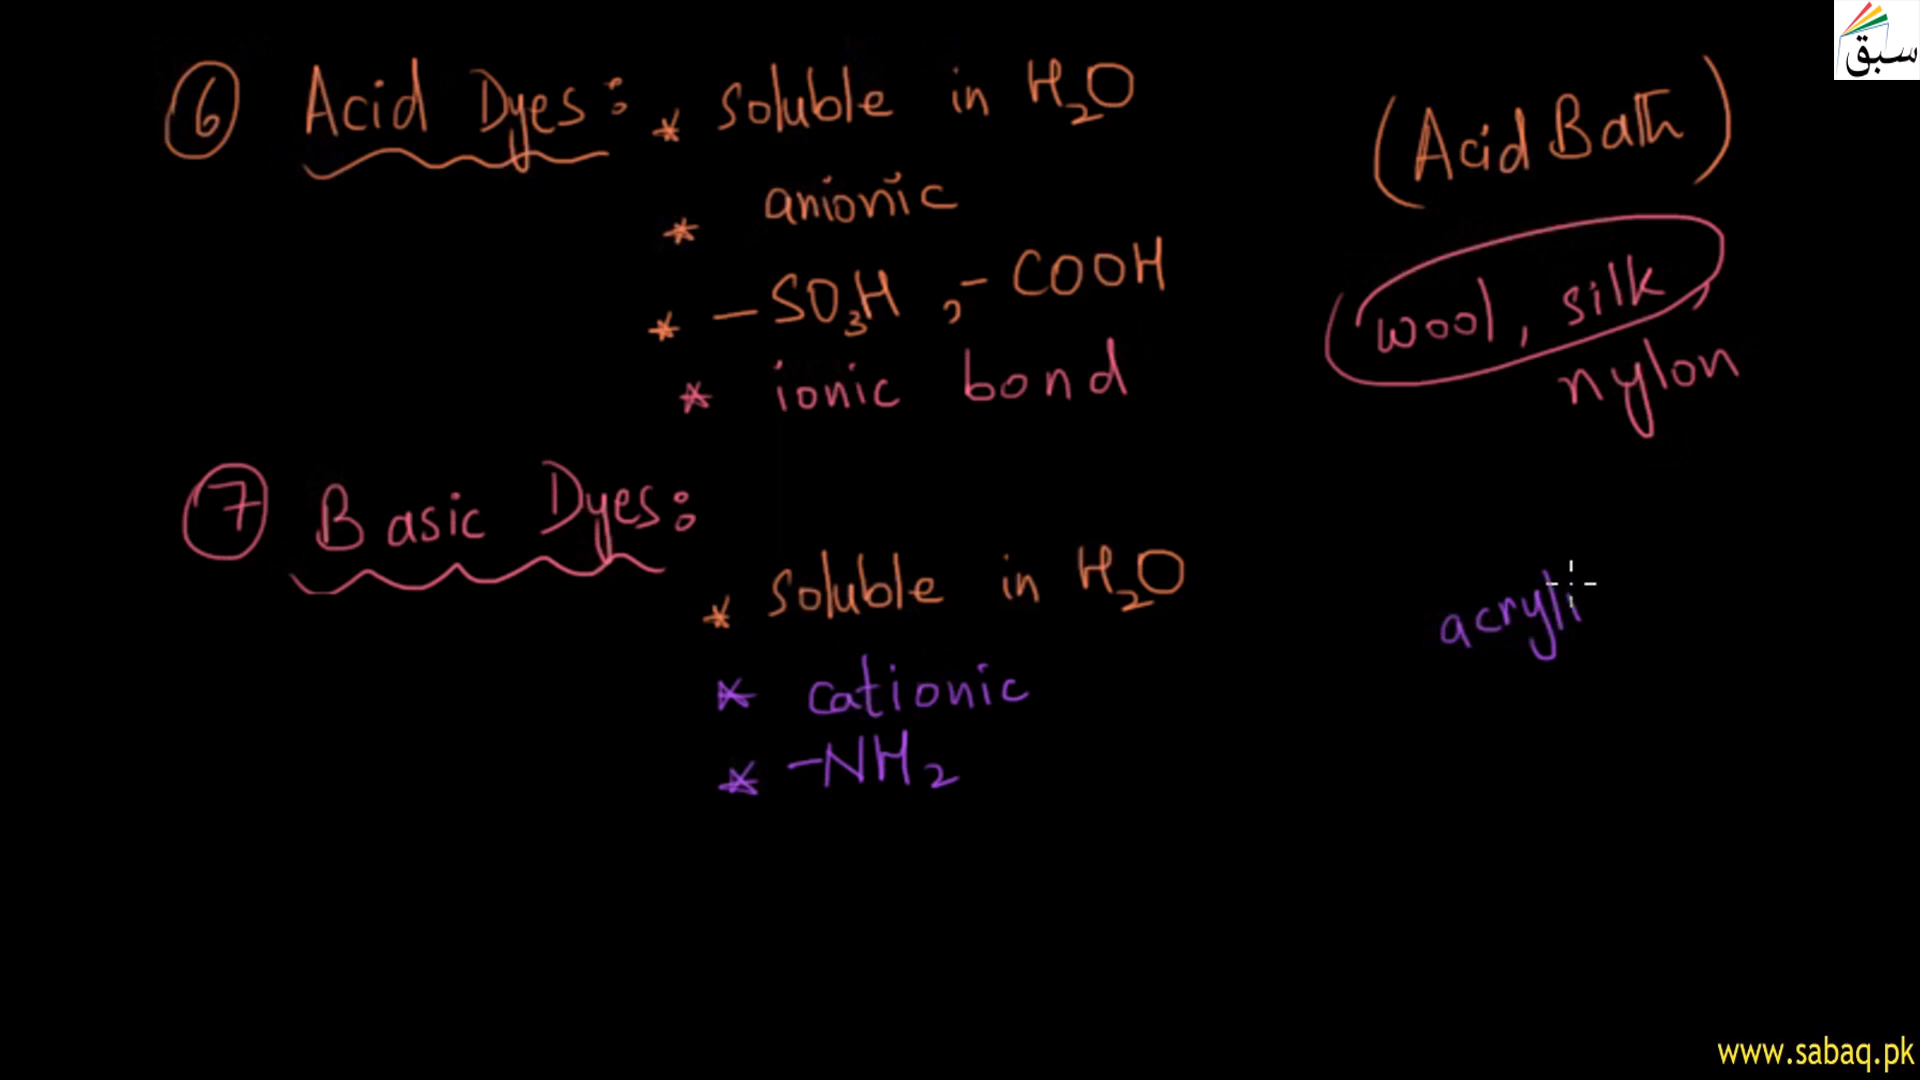 سبق
6 Acid Dyes: * soluble in H₂O
(Acid Bath)
* anionic
* -SO₃H, -COOH
wool, silk,
nylon
* ionic bond
7 Basic Dyes:
* soluble in H₂O
acryli
* cationic
* -NH₂
www.sabaq.pk